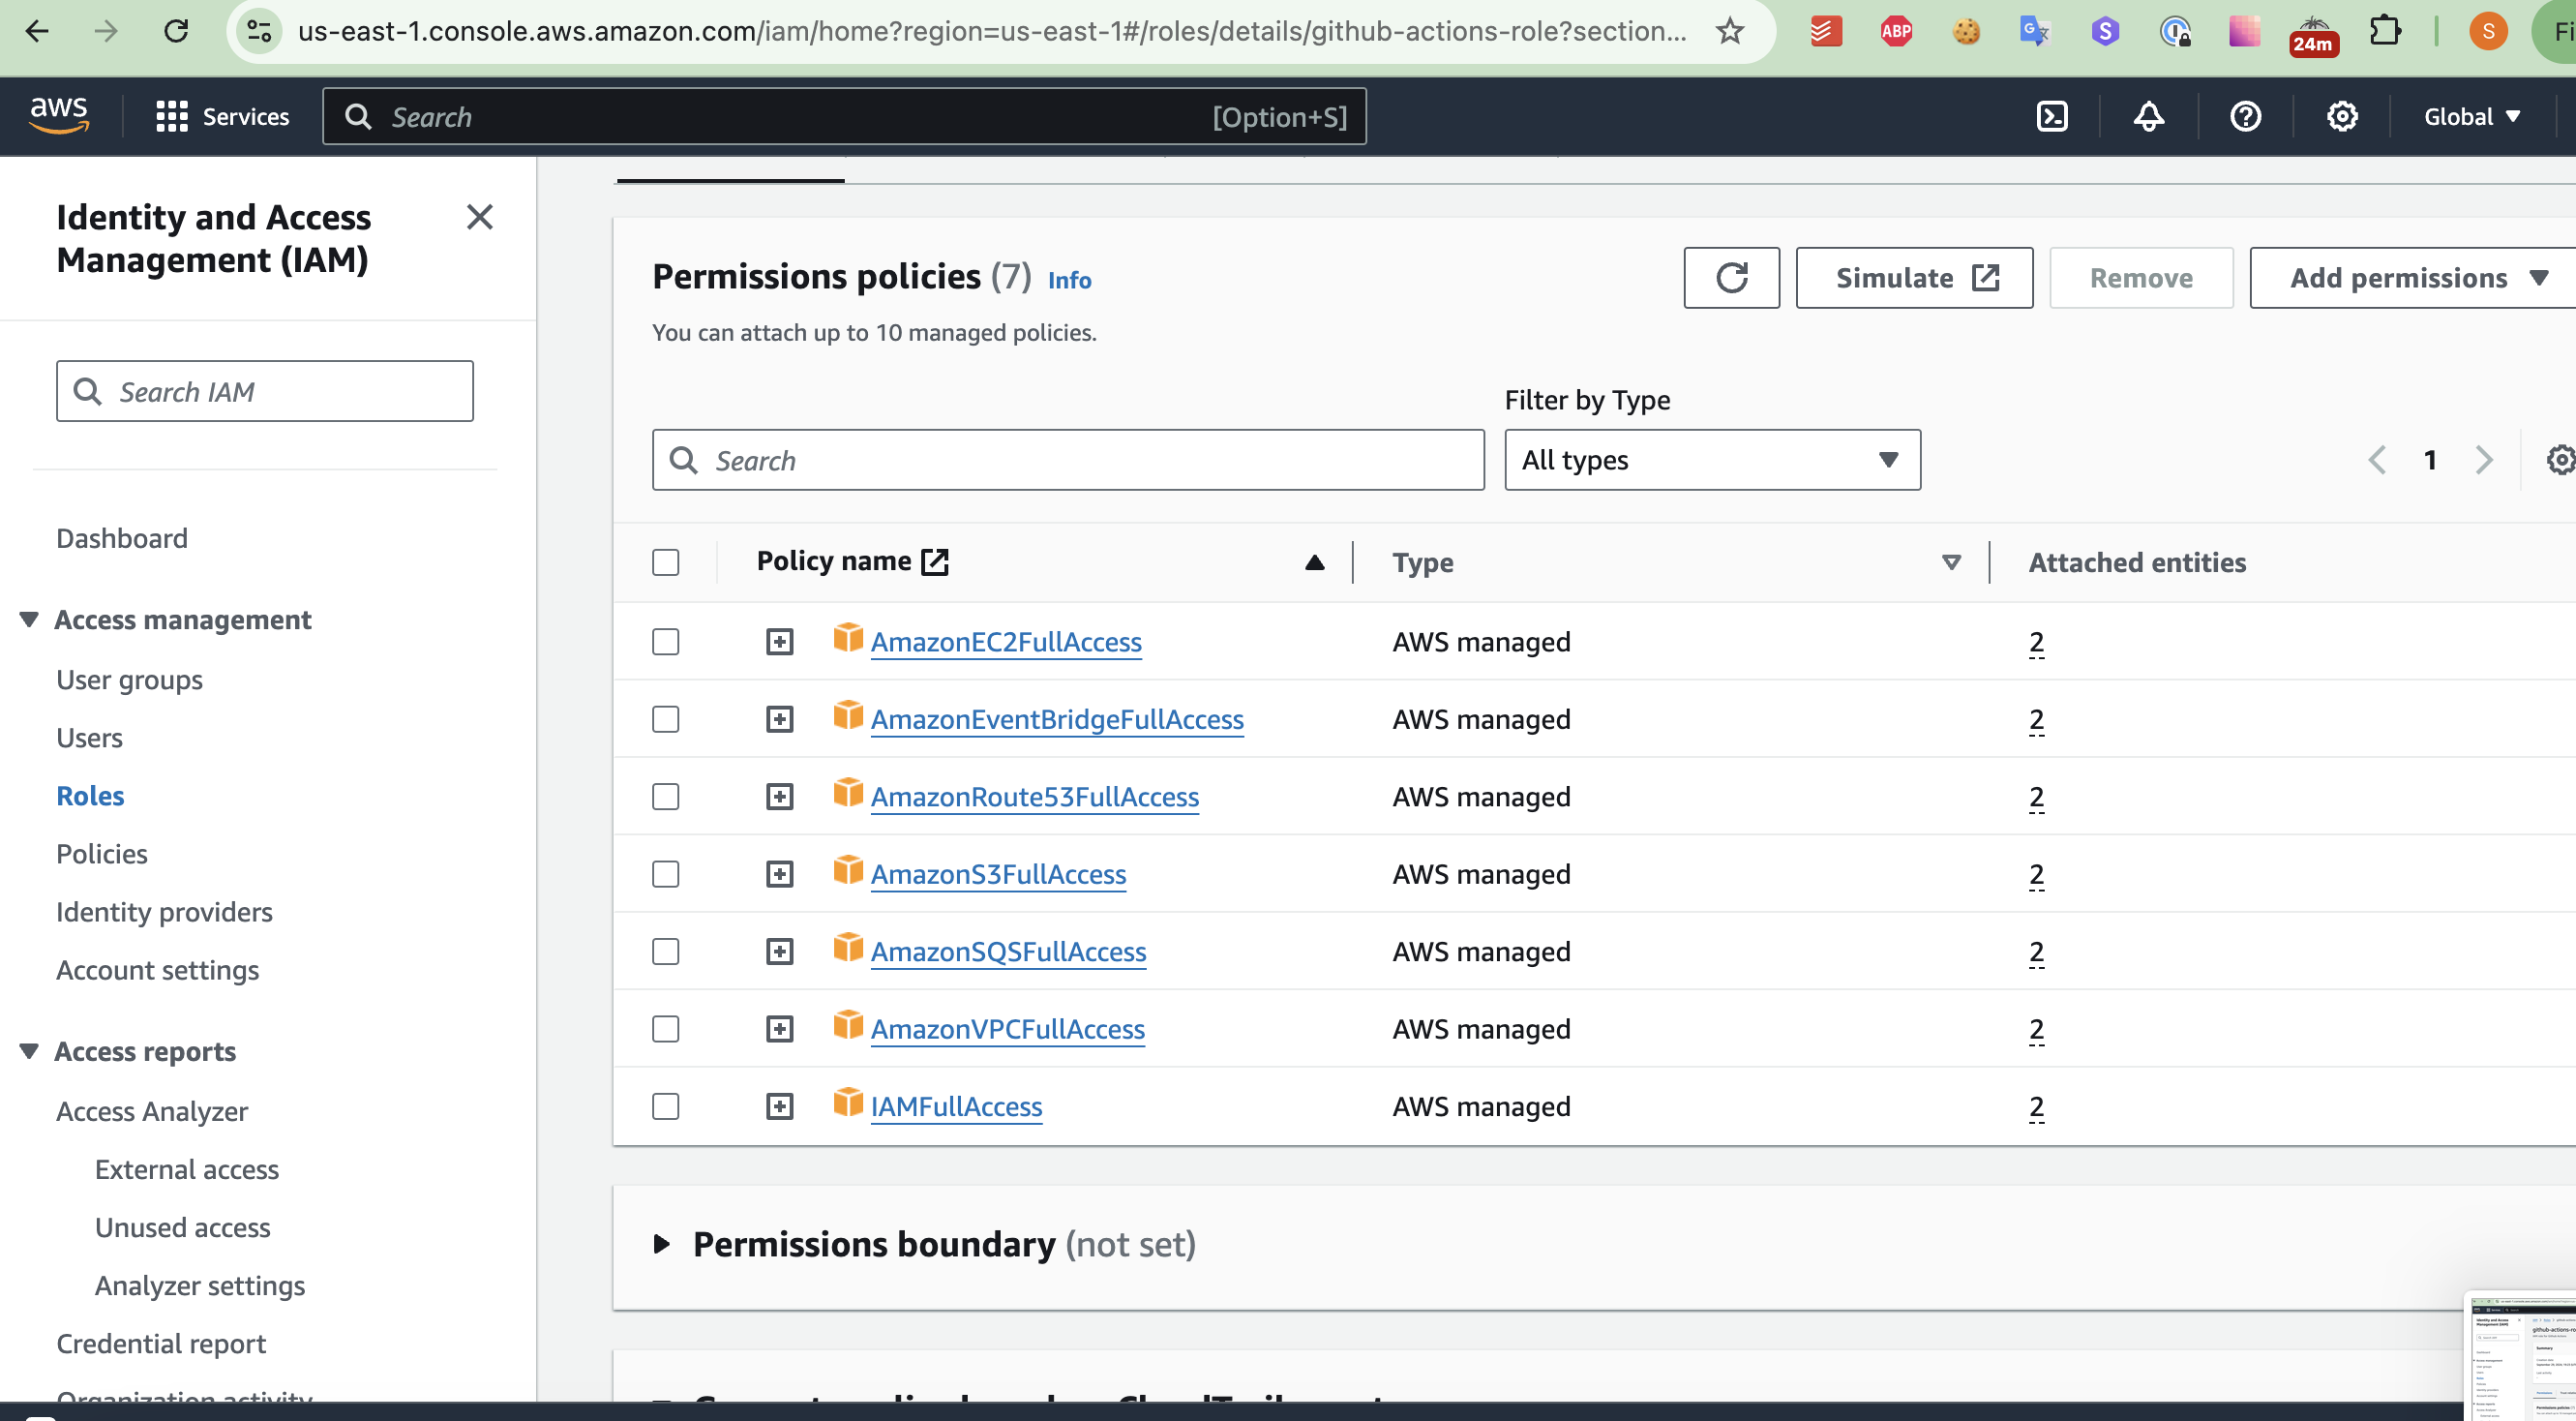 us-east-1.console.aws.amazon.com/iam/home?region=us-east-1#/roles/details/github-actions-role?section...
ABP
S
24m
S
Fi
aws
Services
Search
[Option+S]
Global
Identity and Access
Management (IAM)
Search IAM
Dashboard
Access management
User groups
Users
Roles
Policies
Identity providers
Account settings
Access reports
Access Analyzer
External access
Unused access
Analyzer settings
Credential report
Organization activity
Permissions policies (7) Info
Simulate
Remove
Add permissions
You can attach up to 10 managed policies.
Filter by Type
Search
All types
1
Policy name
Type
Attached entities
AmazonEC2FullAccess AWS managed 2
AmazonEventBridgeFullAccess AWS managed 2
AmazonRoute53FullAccess AWS managed 2
AmazonS3FullAccess AWS managed 2
AmazonSQSFullAccess AWS managed 2
AmazonVPCFullAccess AWS managed 2
IAMFullAccess AWS managed 2
Permissions boundary (not set)